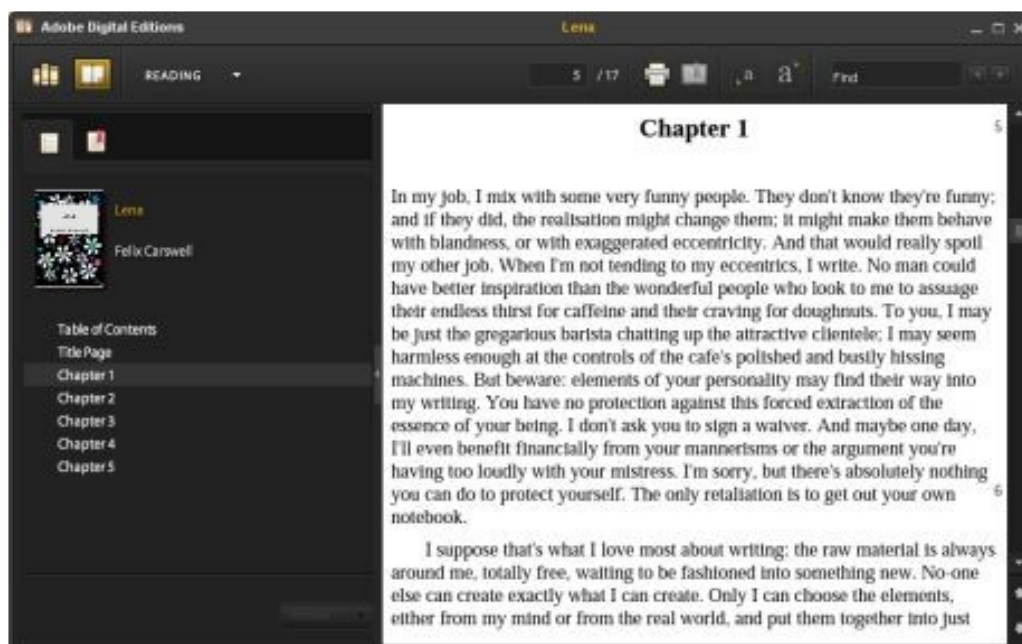 Adobe Digital Editions
Lena
READING
5 /17
a
a
Find
Lena
Felix Carswell
Table of Contents
Title Page
Chapter 1
Chapter 2
Chapter 3
Chapter 4
Chapter 5
Chapter 1
5
In my job, I mix with some very funny people. They don't know they're funny;
and if they did, the realisation might change them; it might make them behave
with blandness, or with exaggerated eccentricity. And that would really spoil
my other job. When I'm not tending to my eccentrics, I write. No man could
have better inspiration than the wonderful people who look to me to assuage
their endless thirst for caffeine and their craving for doughnuts. To you, I may
be just the gregarious barista chatting up the attractive clientele; I may seem
harmless enough at the controls of the cafe's polished and busily hissing
machines. But beware: elements of your personality may find their way into
my writing. You have no protection against this forced extraction of the
essence of your being. I don't ask you to sign a waiver. And maybe one day,
I'll even benefit financially from your mannerisms or the argument you're
having too loudly with your mistress. I'm sorry, but there's absolutely nothing
you can do to protect yourself. The only retaliation is to get out your own
6
notebook.
I suppose that's what I love most about writing: the raw material is always
around me, totally free, waiting to be fashioned into something new. No-one
else can create exactly what I can create. Only I can choose the elements,
either from my mind or from the real world, and put them together into just